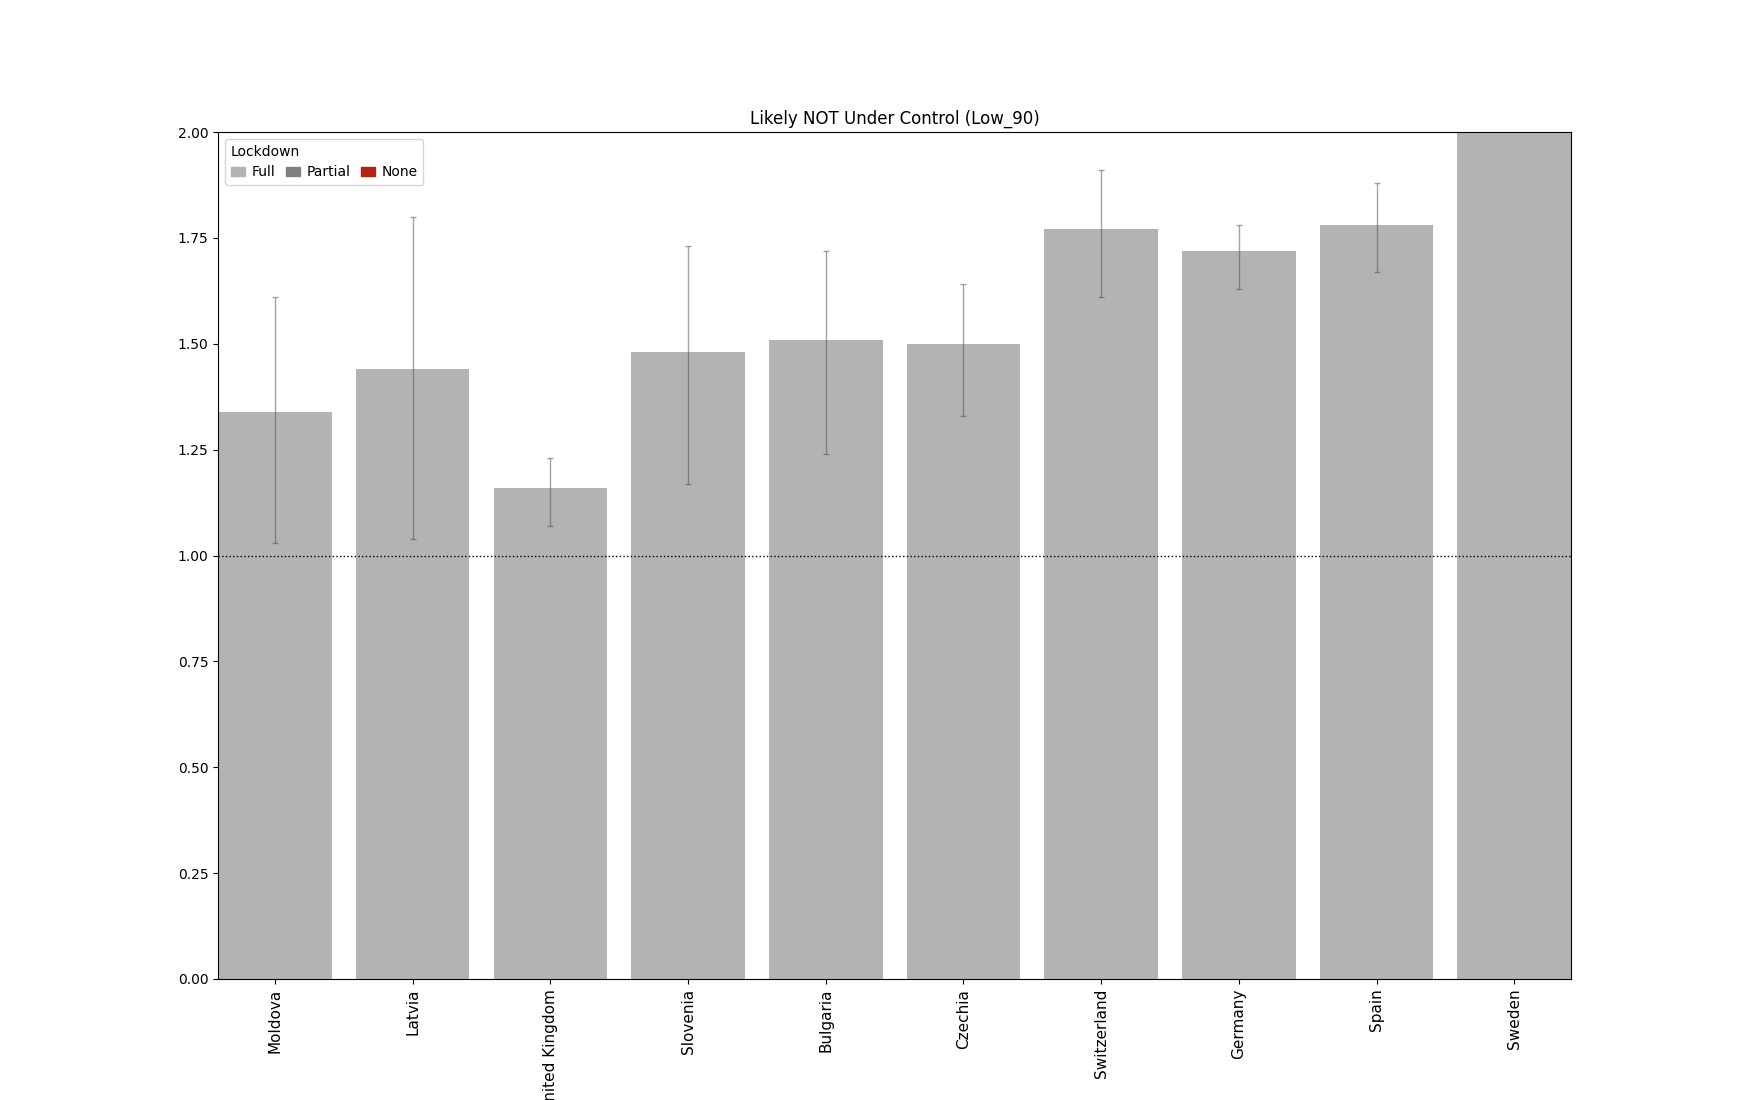 Likely NOT Under Control (Low_90)
2.00
Lockdown
Full Partial None
1.75
1.50
1.25
1.00
0.75
0.50
0.25
0.00
Moldova
Latvia
nited Kingdom
Slovenia
Bulgaria
Czechia
Switzerland
Germany
Spain
Sweden